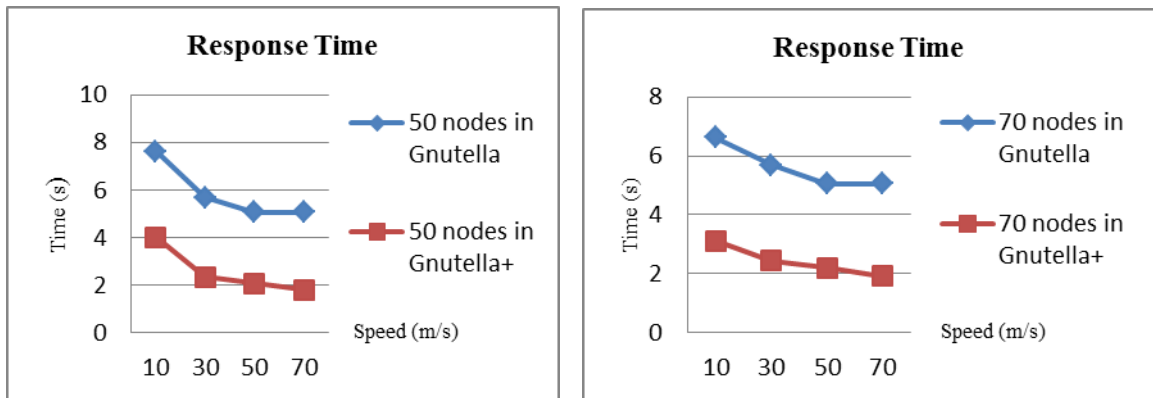 Response Time
10
8
6
4
2
0
Time (s)
10 30 50 70
Speed (m/s)
50 nodes in
Gnutella
50 nodes in
Gnutella+
Response Time
8
6
4
2
0
Time (s)
10 30 50 70
Speed (m/s)
70 nodes in
Gnutella
70 nodes in
Gnutella+